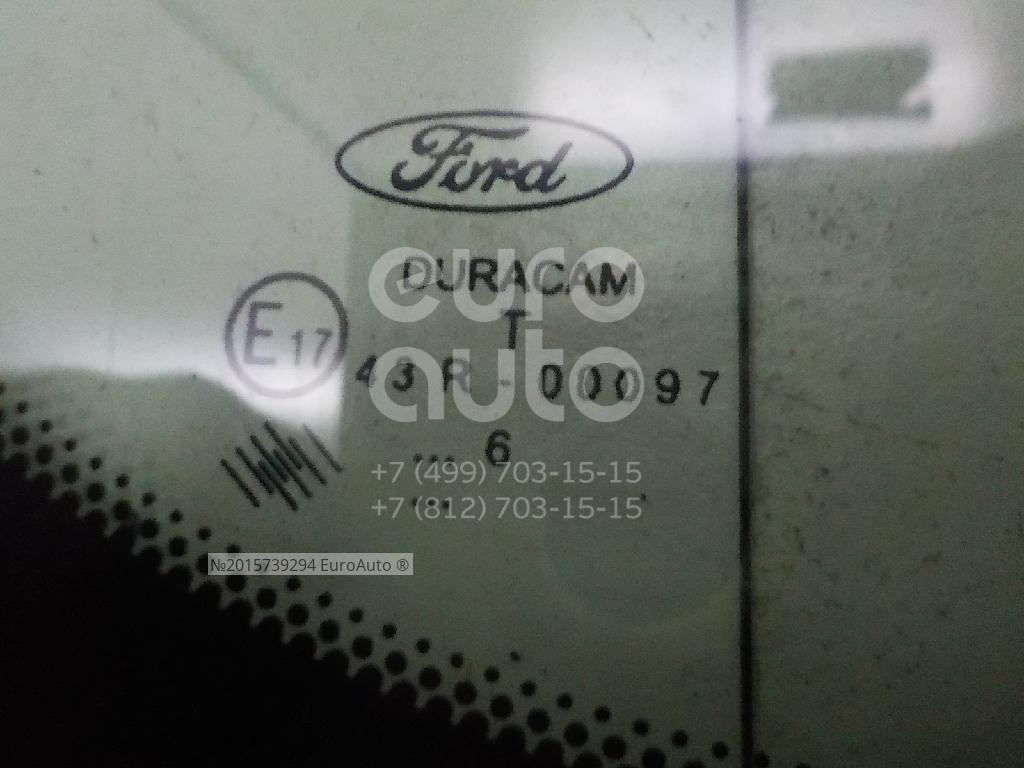 Ford
euro
DURACAM
E17
T
auto
43R-00097
... 6
+7 (499) 703-15-15
...
+7 (812) 703-15-15
№2015739294 EuroAuto ®